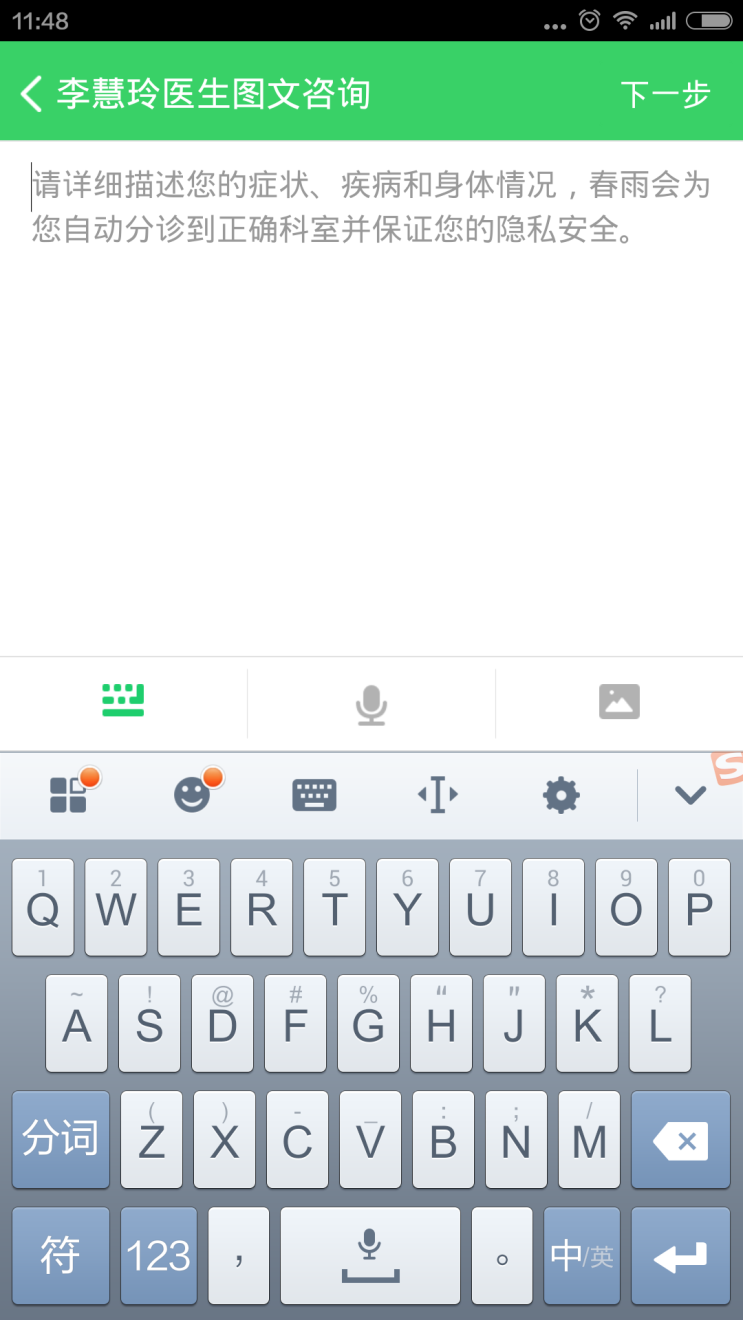 11:48
李慧玲医生图文咨询 下一步
请详细描述您的症状、疾病和身体情况，春雨会为
您自动分诊到正确科室并保证您的隐私安全。
S
1 2 3 4 5 6 7 8 9 0
Q W E R T Y U I O P
~ ! @ # % “ ” * ?
A S D F G H J K L
( ) - _ : ; /
分词 Z X C V B N M
符 123 ， 。 中/英